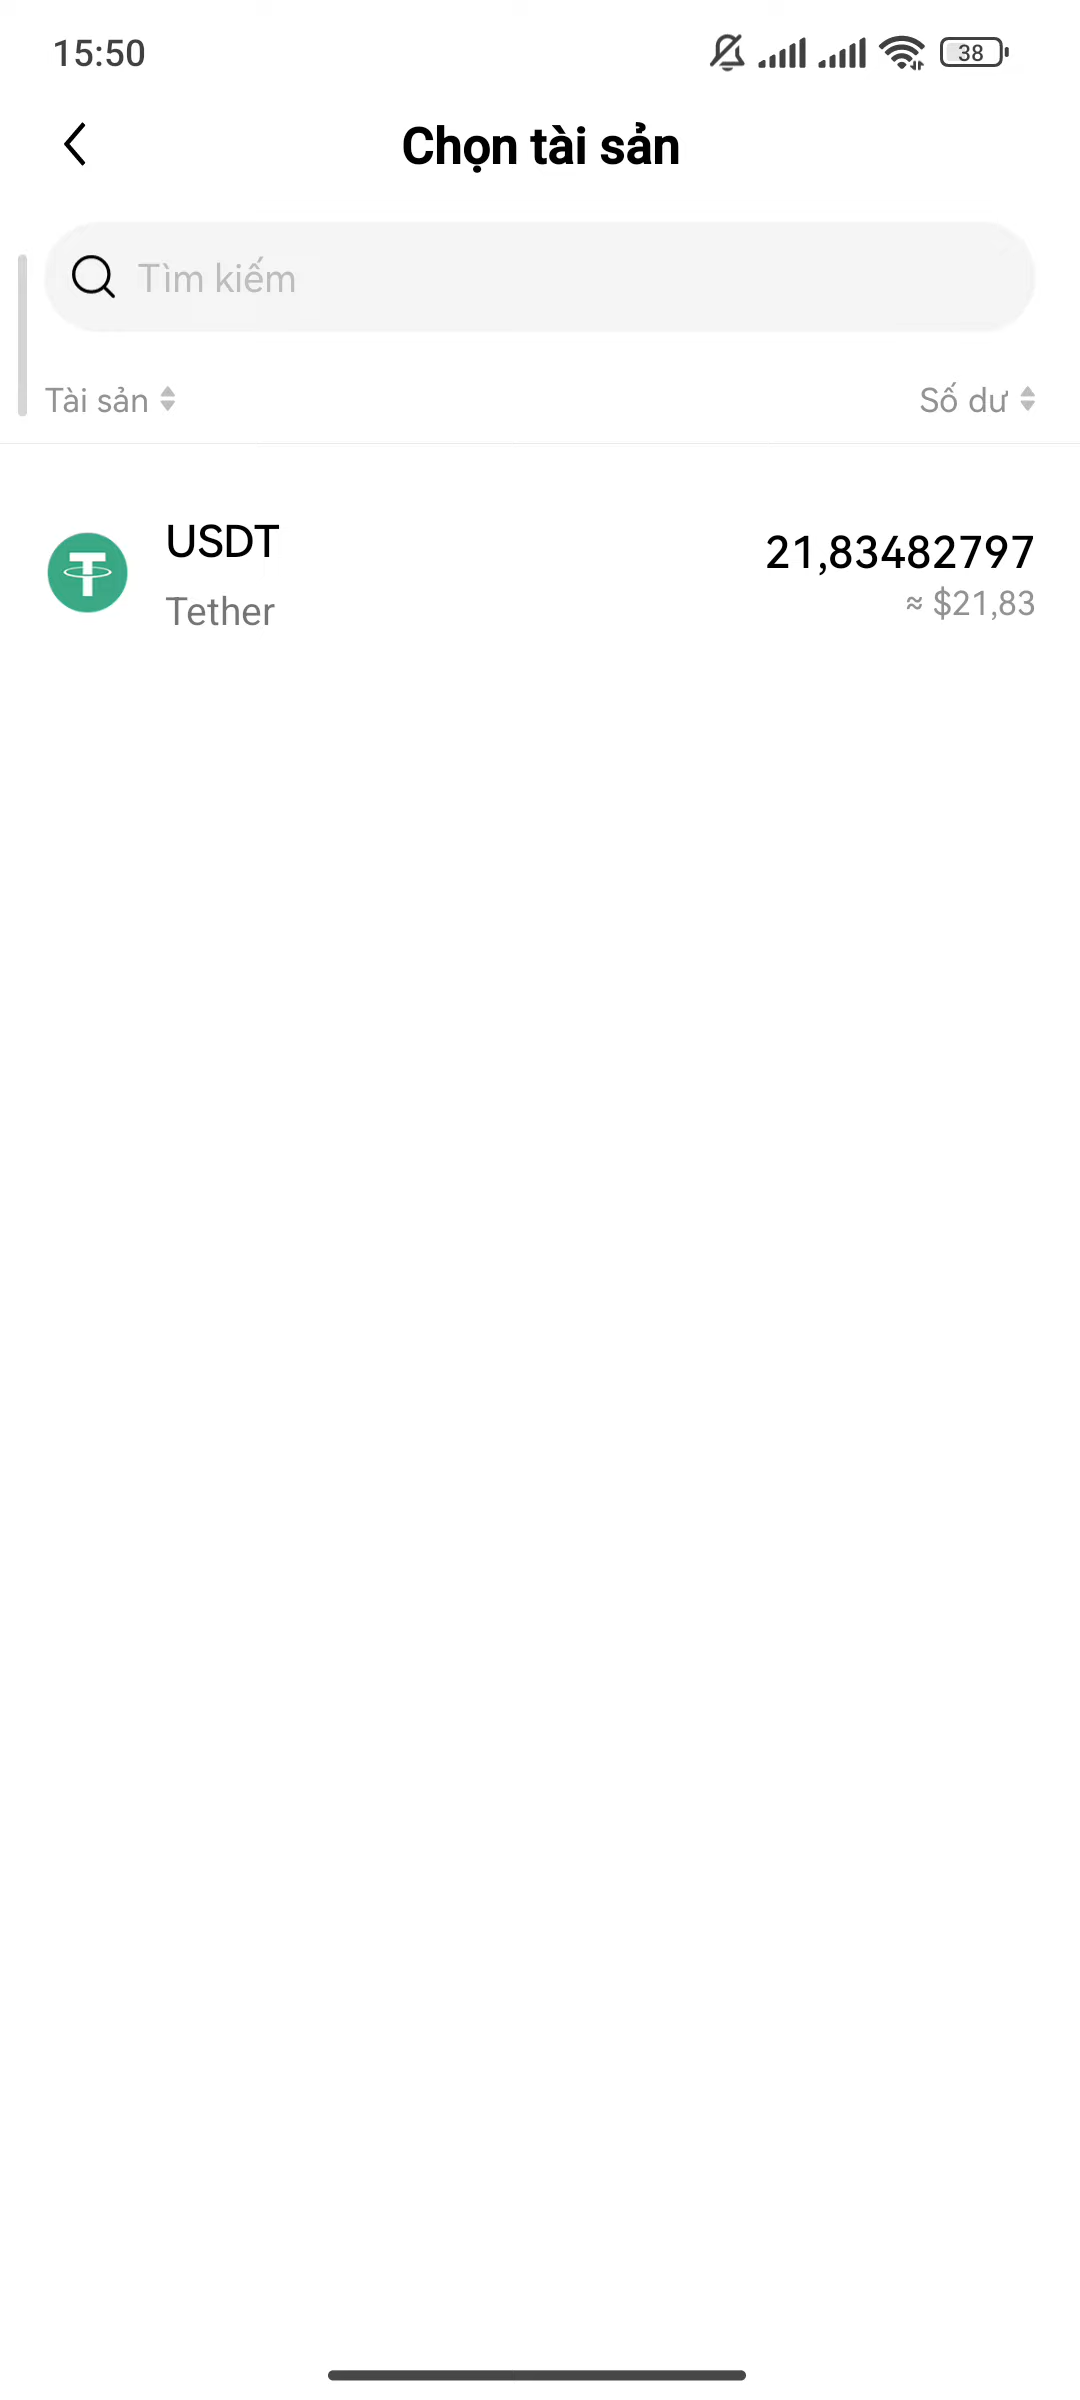 15:50
38
Chọn tài sản
Tìm kiếm
Tài sản
Số dư
USDT
21,83482797
Tether
≈ $21,83